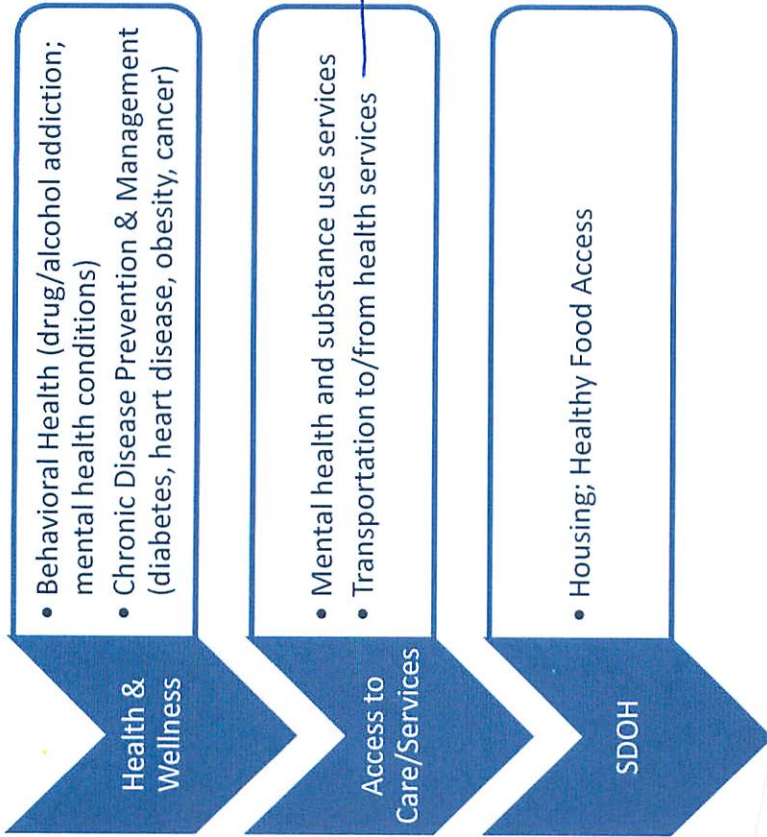 Health &
Wellness
• Behavioral Health (drug/alcohol addiction;
mental health conditions)
• Chronic Disease Prevention & Management
(diabetes, heart disease, obesity, cancer)
Access to
Care/Services
• Mental health and substance use services
• Transportation to/from health services
SDOH
• Housing; Healthy Food Access